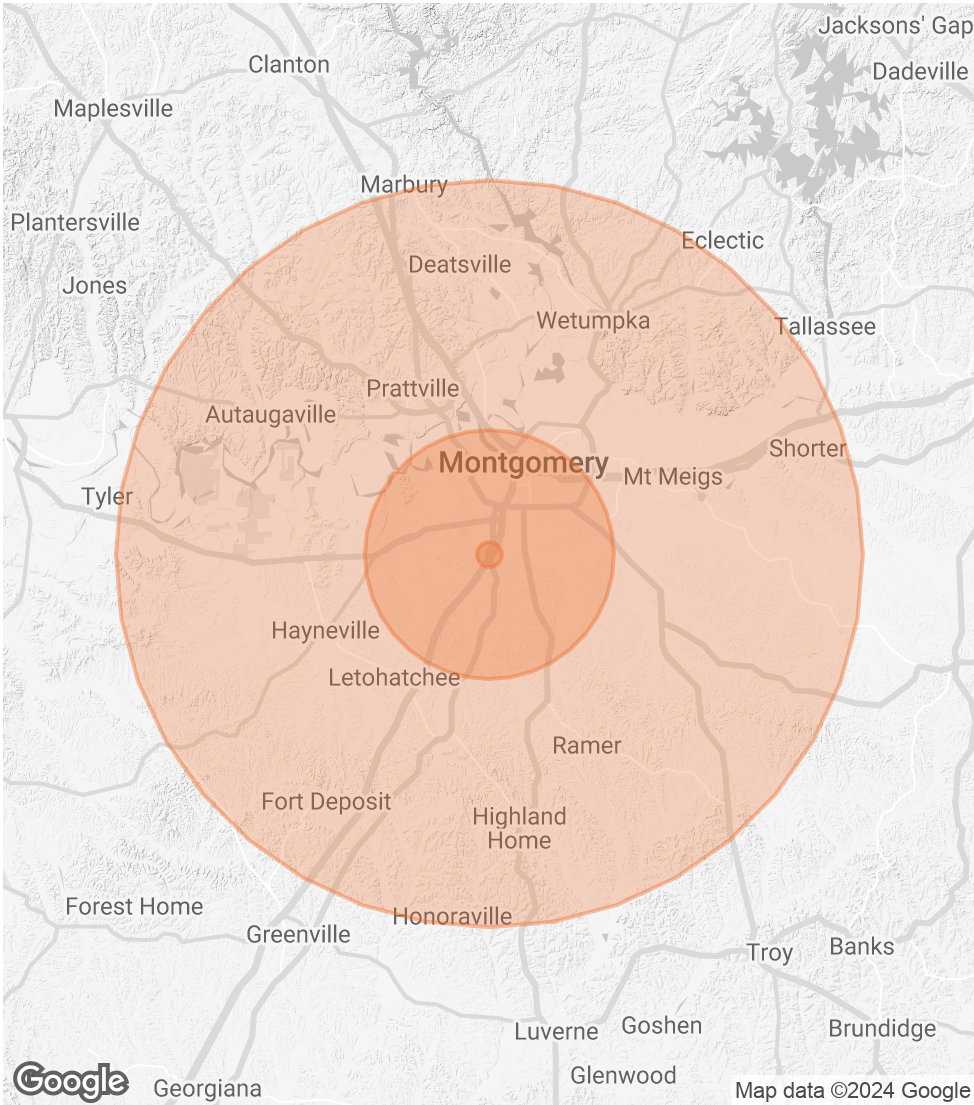 Jacksons' Gap
Clanton
Dadeville
Maplesville
Marbury
Plantersville
Eclectic
Deatsville
Jones
Wetumpka
Tallassee
Prattville
Autaugaville
Shorter
Montgomery
Mt Meigs
Tyler
Hayneville
Letohatchee
Ramer
Fort Deposit
Highland
Home
Forest Home
Honoraville
Greenville
Banks
Troy
Goshen
Brundidge
Luverne
Glenwood
Google
Georgiana
Map data ©2024 Google